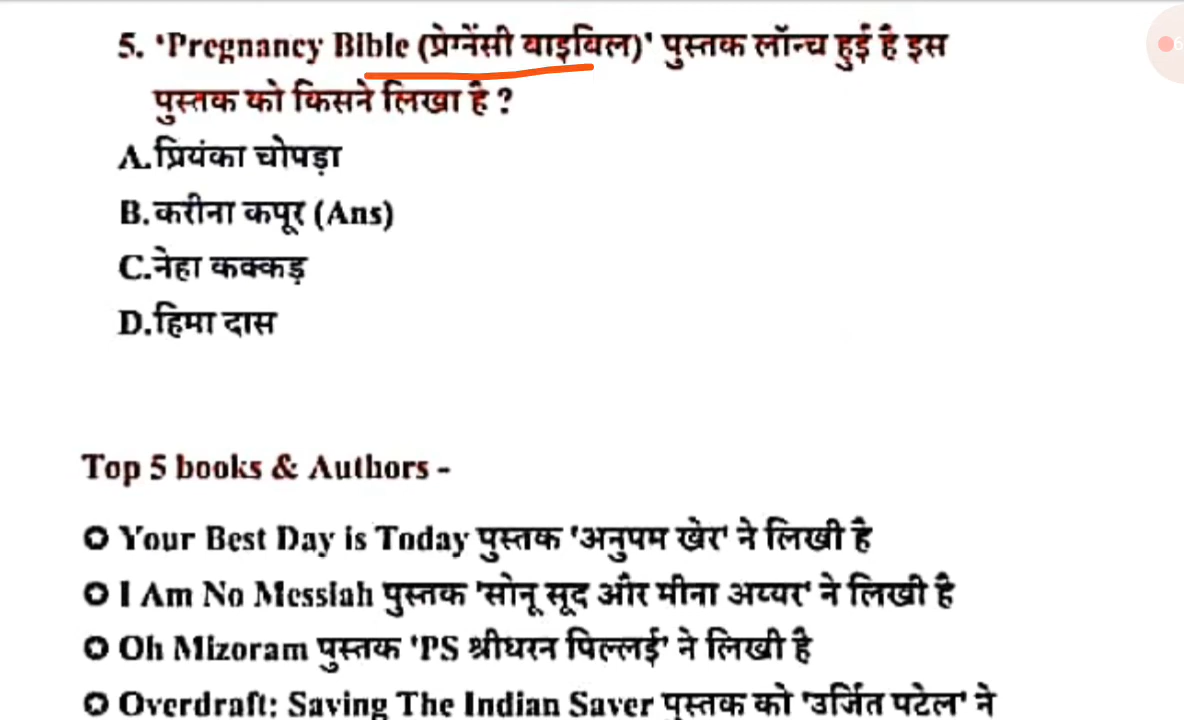 5. 'Pregnancy Bible (प्रेग्नेंसी बाइबिल)' पुस्तक लॉन्च हुई है इस
पुस्तक को किसने लिखा है ?
A.प्रियंका चोपड़ा
B.करीना कपूर (Ans)
C.नेहा कक्कड़
D.हिमा दास
Top 5 books & Authors -
✪ Your Best Day is Today पुस्तक 'अनुपम खेर' ने लिखी है
✪ I Am No Messiah पुस्तक 'सोनू सूद और मीना अय्यर' ने लिखी है
✪ Oh Mizoram पुस्तक 'PS श्रीधरन पिल्लई' ने लिखी है
✪ Overdraft: Saving The Indian Saver पुस्तक को 'उर्जित पटेल' ने